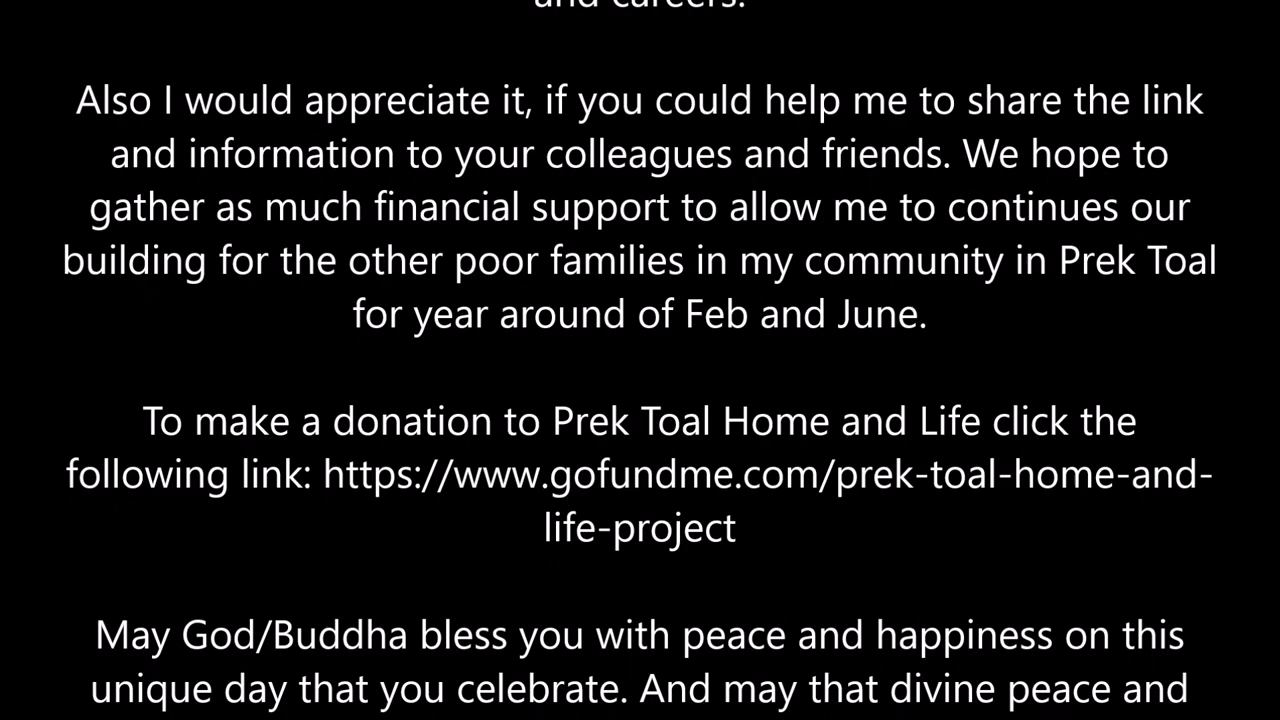 and careers.
Also I would appreciate it, if you could help me to share the link
and information to your colleagues and friends. We hope to
gather as much financial support to allow me to continues our
building for the other poor families in my community in Prek Toal
for year around of Feb and June.
To make a donation to Prek Toal Home and Life click the
following link: https://www.gofundme.com/prek-toal-home-and-
life-project
May God/Buddha bless you with peace and happiness on this
unique day that you celebrate. And may that divine peace and